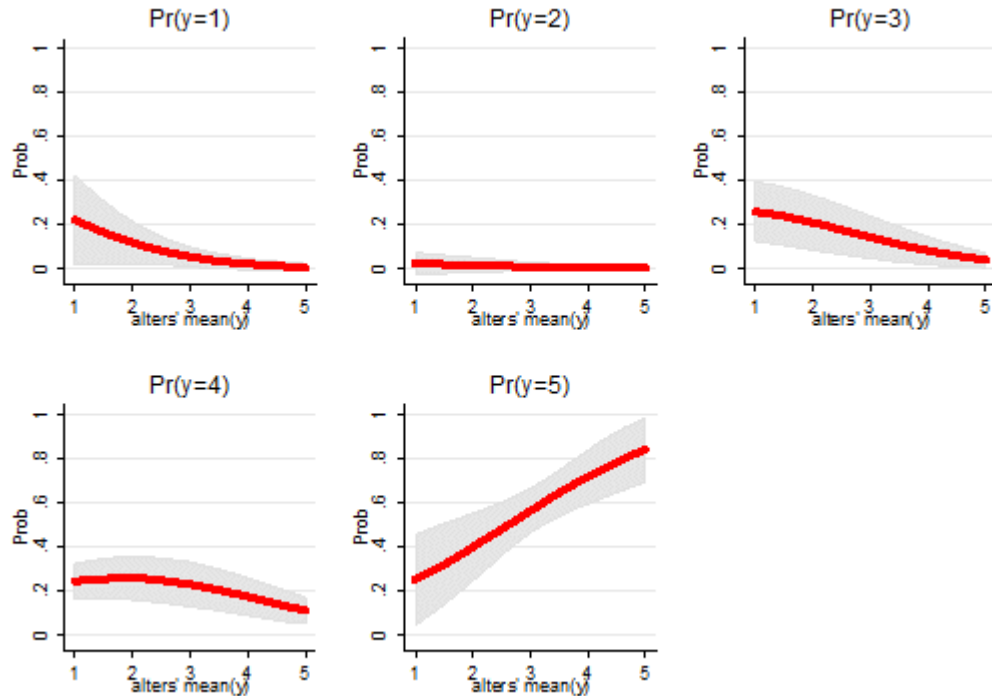 Pr(y=1)
1
.8
.6
.4
.2
0
Prob
1 2 3 4 5
alters' mean(y)
Pr(y=2)
1
.8
.6
.4
.2
0
Prob
1 2 3 4 5
alters' mean(y)
Pr(y=3)
1
.8
.6
.4
.2
0
Prob
1 2 3 4 5
alters' mean(y)
Pr(y=4)
1
.8
.6
.4
.2
0
Prob
1 2 3 4 5
alters' mean(y)
Pr(y=5)
1
.8
.6
.4
.2
0
Prob
1 2 3 4 5
alters' mean(y)